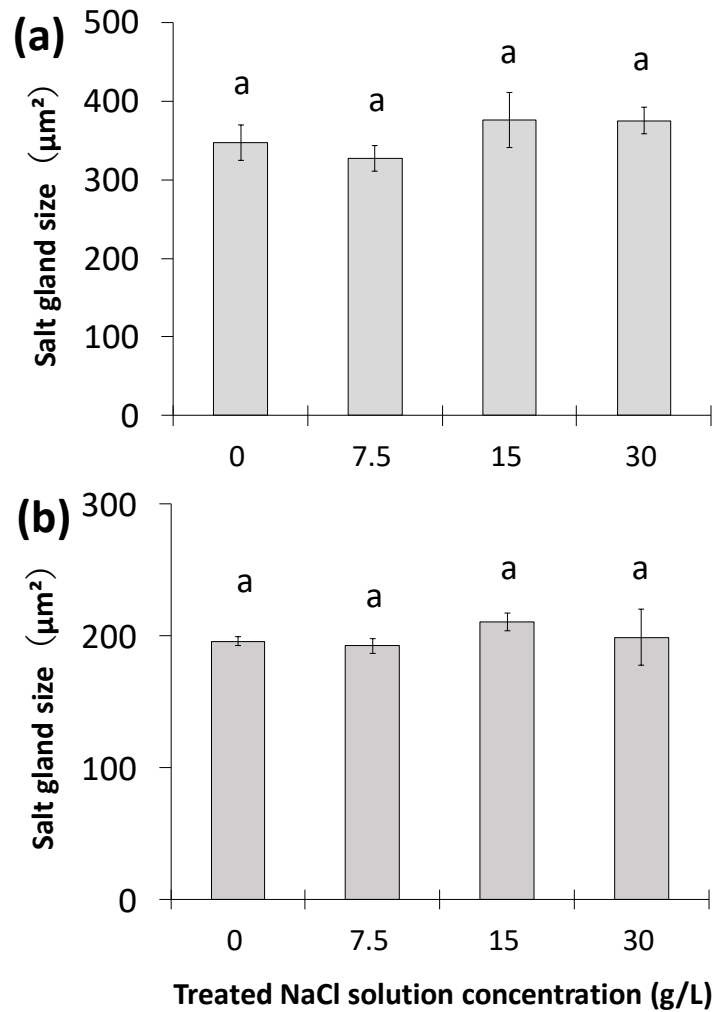 (a)
Salt gland size（μm²）
500
400
300
200
100
0
a a a a
0 7.5 15 30
(b)
Salt gland size（μm²）
300
200
100
0
a a a a
0 7.5 15 30
Treated NaCl solution concentration (g/L)